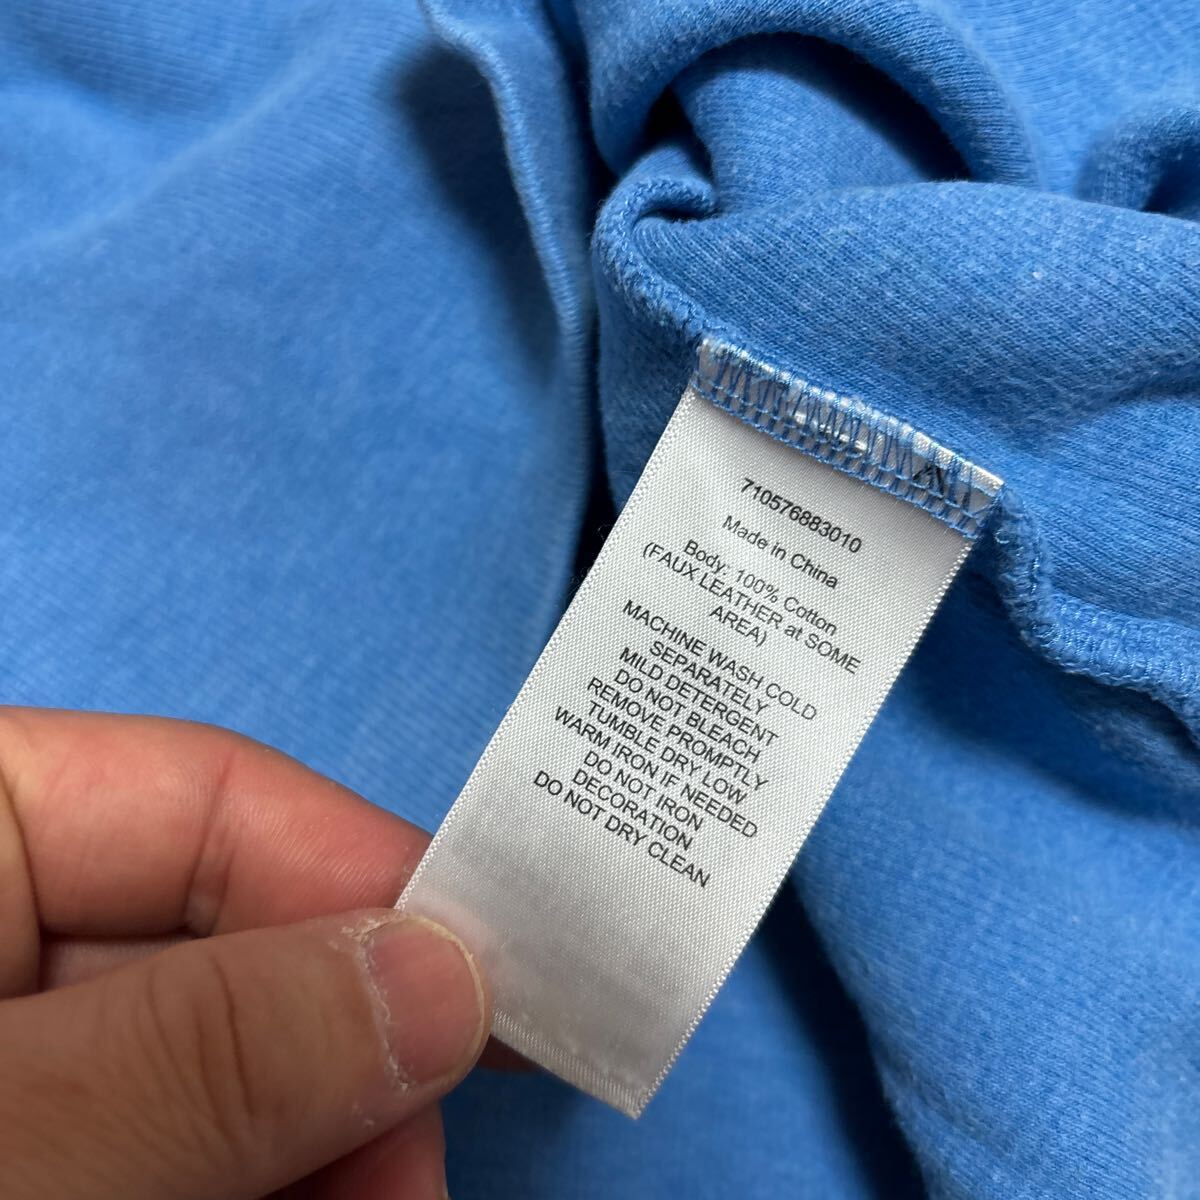 710576883010
Made in China
Body: 100% Cotton
(FAUX LEATHER at SOME
AREA)
MACHINE WASH COLD
SEPARATELY
MILD DETERGENT
DO NOT BLEACH
REMOVE PROMPTLY
TUMBLE DRY LOW
WARM IRON IF NEEDED
DO NOT IRON
DECORATION
DO NOT DRY CLEAN